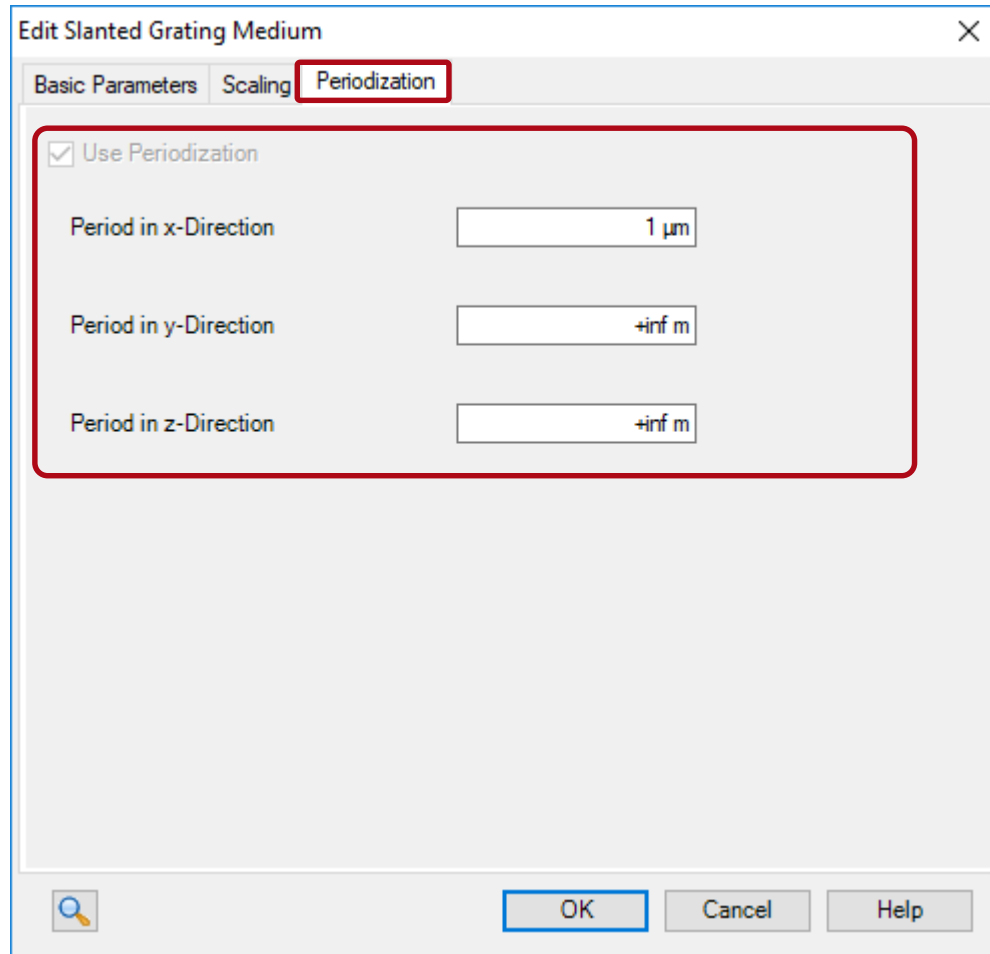 Edit Slanted Grating Medium
Basic Parameters Scaling Periodization
Use Periodization
Period in x-Direction 1 µm
Period in y-Direction +inf m
Period in z-Direction +inf m
OK Cancel Help